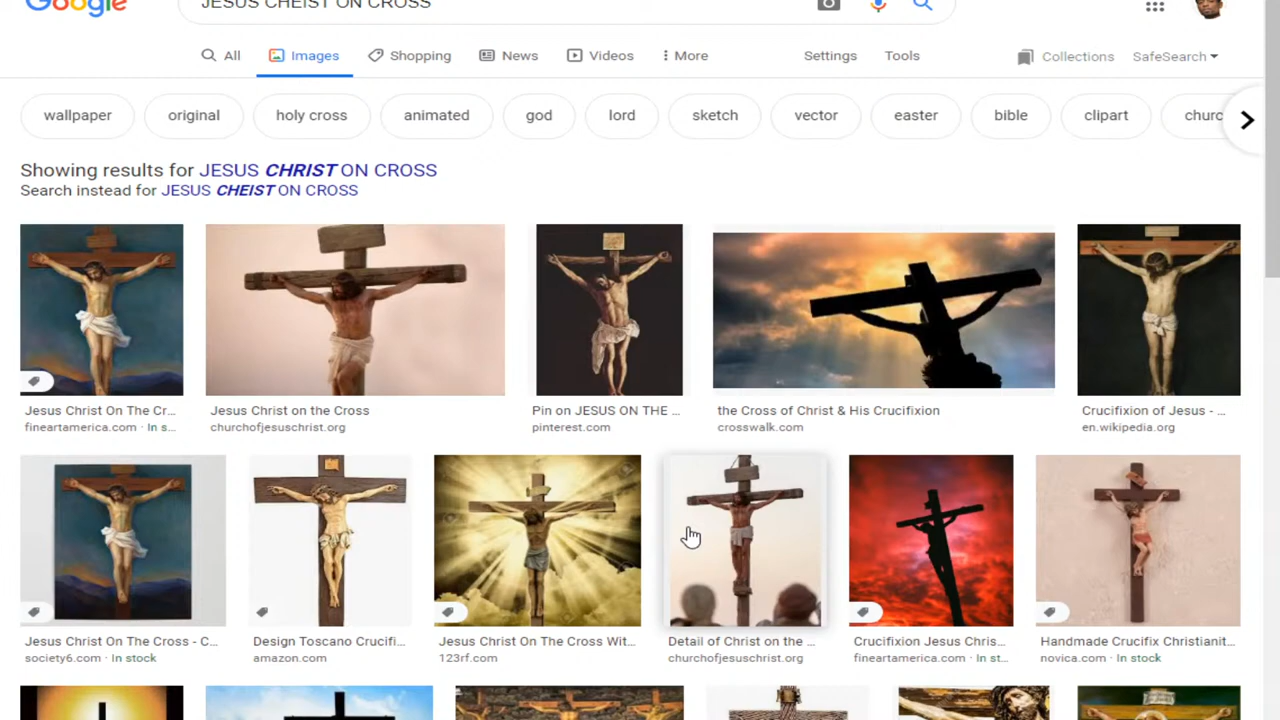 Google
JESUS CHEIST ON CROSS
All
Images
Shopping
News
Videos
More
Settings
Tools
Collections
SafeSearch
wallpaper
original
holy cross
animated
god
lord
sketch
vector
easter
bible
clipart
churc
Showing results for JESUS CHRIST ON CROSS
Search instead for JESUS CHEIST ON CROSS
Jesus Christ On The Cr...
fineartamerica.com · In s...
Jesus Christ on the Cross
churchofjesuschrist.org
Pin on JESUS ON THE ...
pinterest.com
the Cross of Christ & His Crucifixion
crosswalk.com
Crucifixion of Jesus - ...
en.wikipedia.org
Jesus Christ On The Cross - C...
society6.com · In stock
Design Toscano Crucifi...
amazon.com
Jesus Christ On The Cross Wit...
123rf.com
Detail of Christ on the ...
churchofjesuschrist.org
Crucifixion Jesus Chris...
fineartamerica.com · In st...
Handmade Crucifix Christianit...
novica.com · In stock